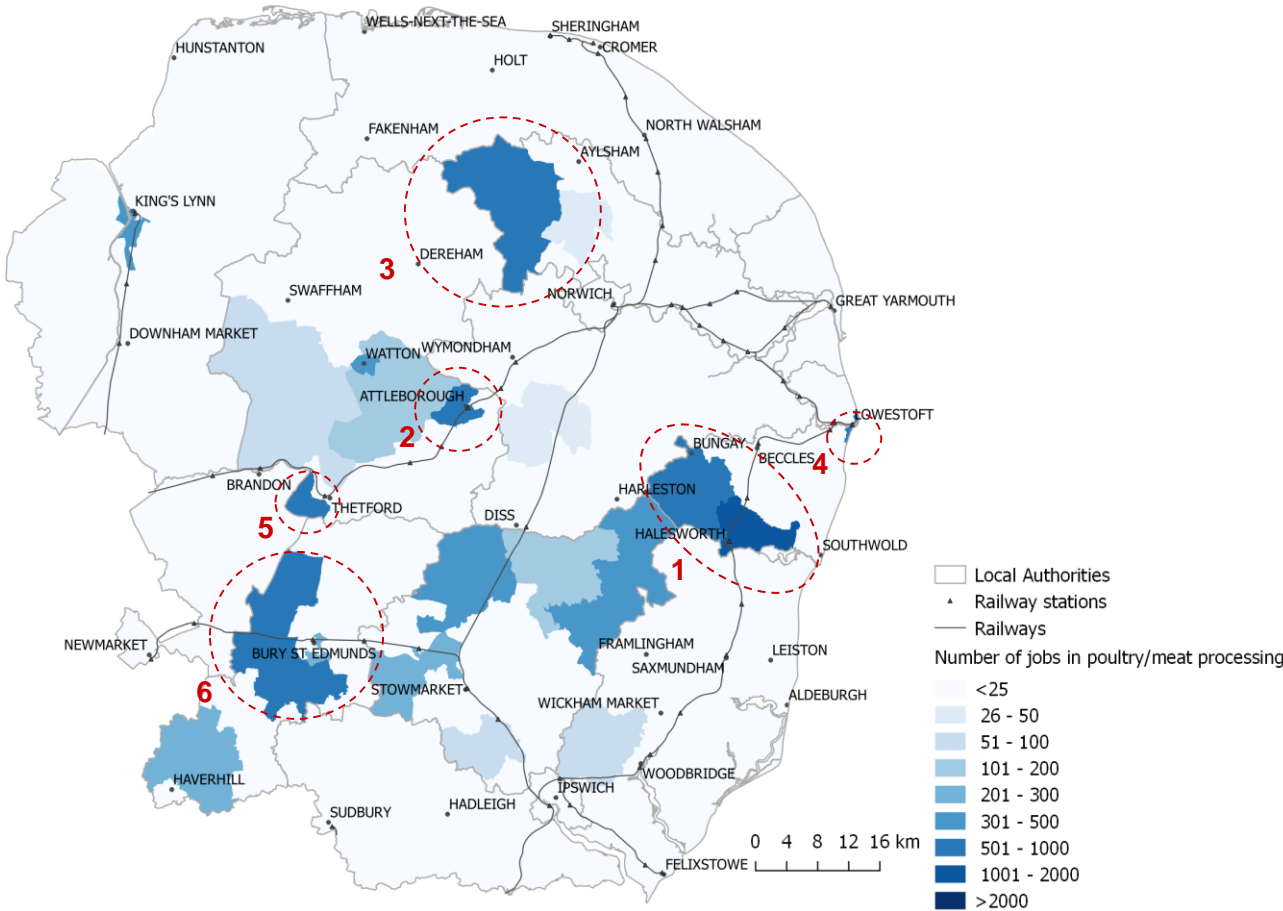 WELLS-NEXT-THE-SEA
SHERINGHAM
CROMER
HUNSTANTON
HOLT
FAKENHAM
NORTH WALSHAM
AYLSHAM
KING'S LYNN
DEREHAM
3
SWAFFHAM
NORWICH
GREAT YARMOUTH
DOWNHAM MARKET
WATTON
WYMONDHAM
ATTLEBOROUGH
2
LOWESTOFT
BUNGAY
BECCLES
4
BRANDON
THETFORD
5
HARLESTON
DISS
HALESWORTH
SOUTHWOLD
1
NEWMARKET
BURY ST EDMUNDS
FRAMLINGHAM
SAXMUNDHAM
LEISTON
6
STOWMARKET
ALDEBURGH
WICKHAM MARKET
HAVERHILL
WOODBRIDGE
IPSWICH
SUDBURY
HADLEIGH
FELIXSTOWE
0 4 8 12 16 km
Local Authorities
Railway stations
Railways
Number of jobs in poultry/meat processing
<25
26 - 50
51 - 100
101 - 200
201 - 300
301 - 500
501 - 1000
1001 - 2000
>2000